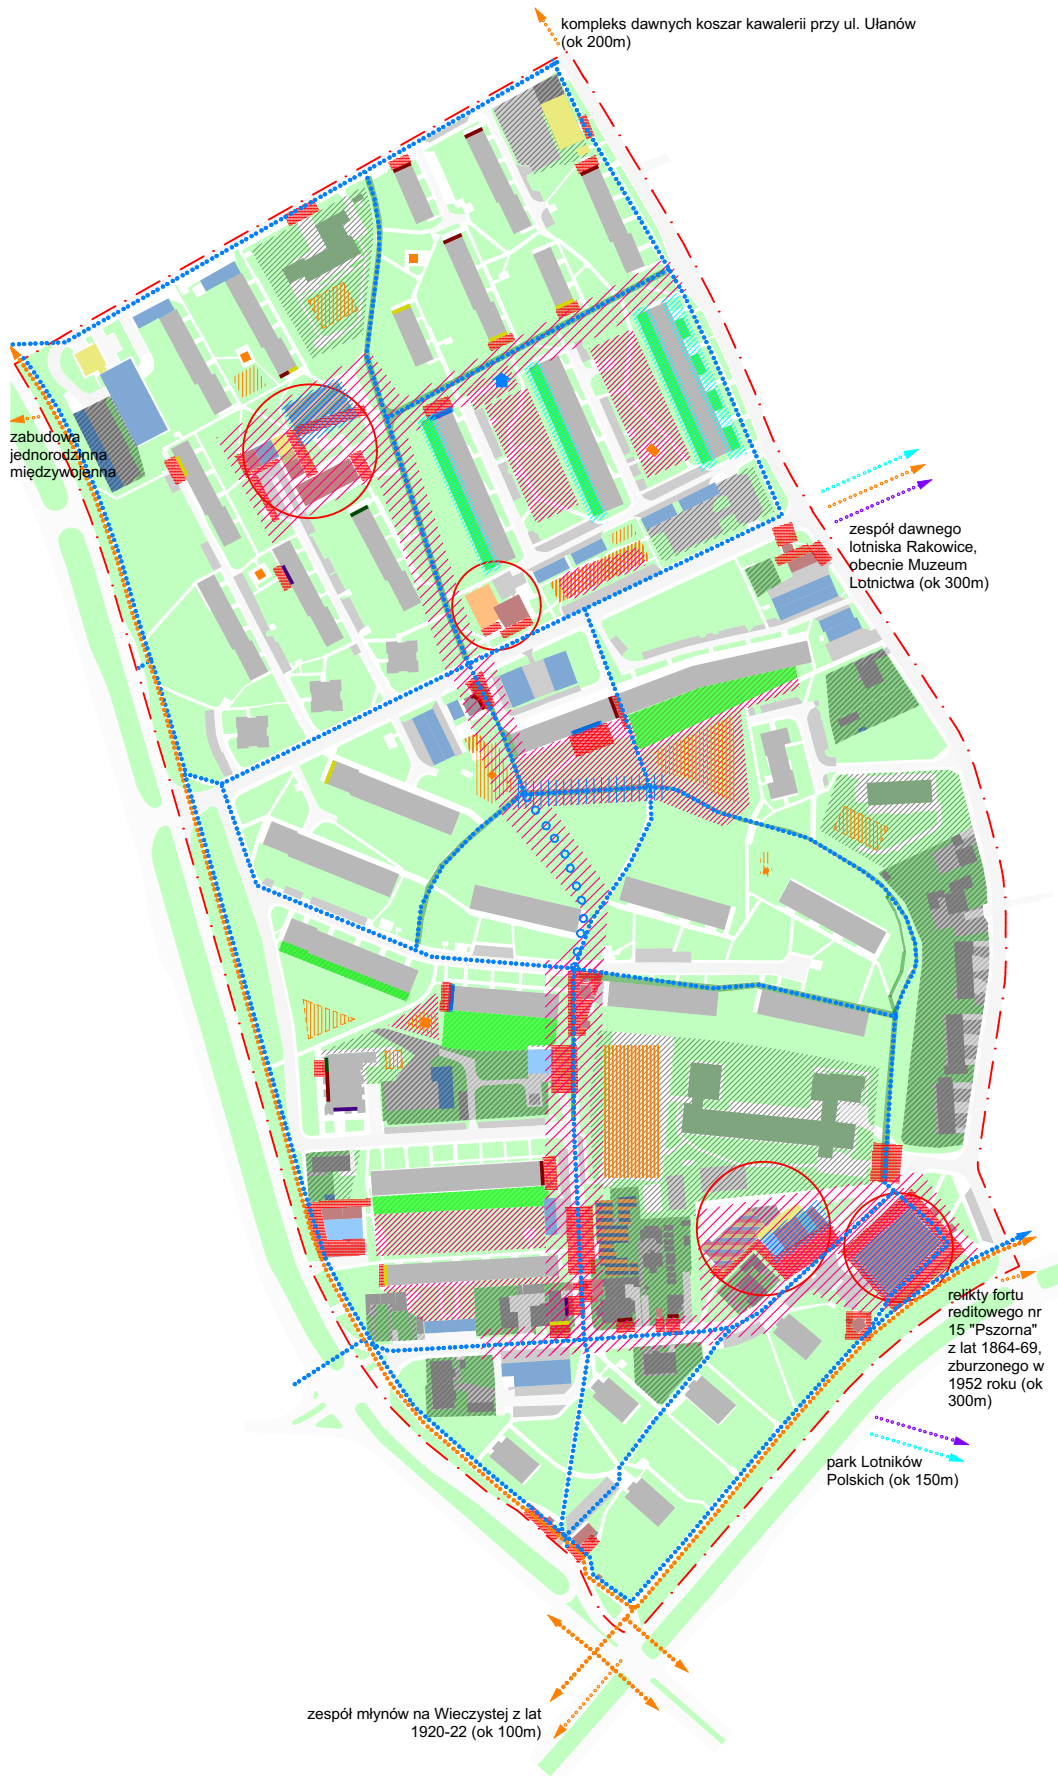 kompleks dawnych koszar kawalerii przy ul. Ułanów
(ok 200m)
zabudowa
jednorodzinna
międzywojenna
zespół dawnego
lotniska Rakowice,
obecnie Muzeum
Lotnictwa (ok 300m)
relikty fortu
reditowego nr
15 "Pszorna"
z lat 1864-69,
zburzonego w
1952 roku (ok
300m)
park Lotników
Polskich (ok 150m)
zespół młynów na Wieczystej z lat
1920-22 (ok 100m)